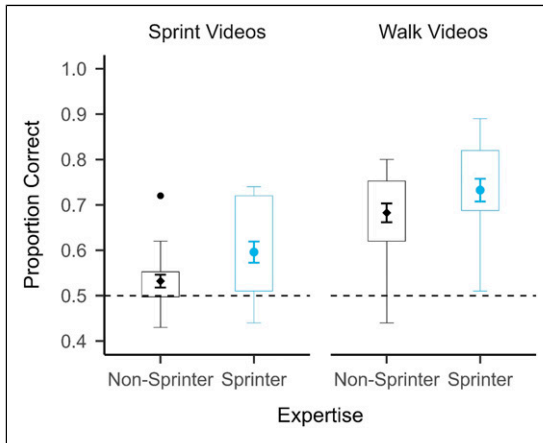 Sprint Videos Walk Videos
Proportion Correct
1.0
0.9
0.8
0.7
0.6
0.5
0.4
Non-Sprinter Sprinter Non-Sprinter Sprinter
Expertise